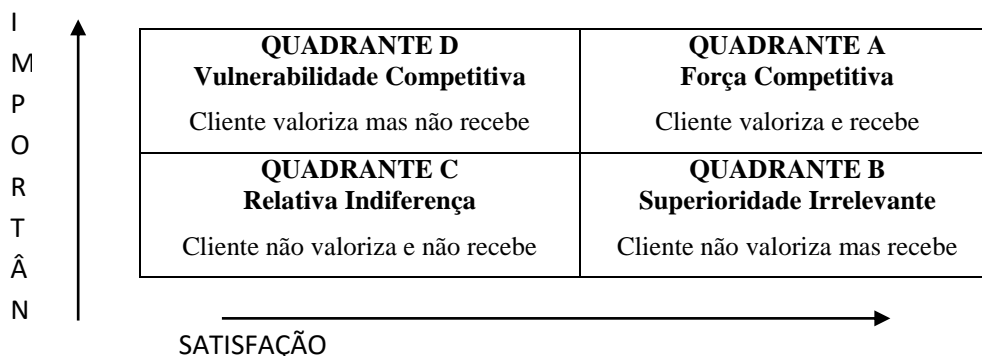 I
M
P
O
R
T
Â
N
QUADRANTE D
Vulnerabilidade Competitiva
Cliente valoriza mas não recebe
QUADRANTE A
Força Competitiva
Cliente valoriza e recebe
QUADRANTE C
Relativa Indiferença
Cliente não valoriza e não recebe
QUADRANTE B
Superioridade Irrelevante
Cliente não valoriza mas recebe
SATISFAÇÃO